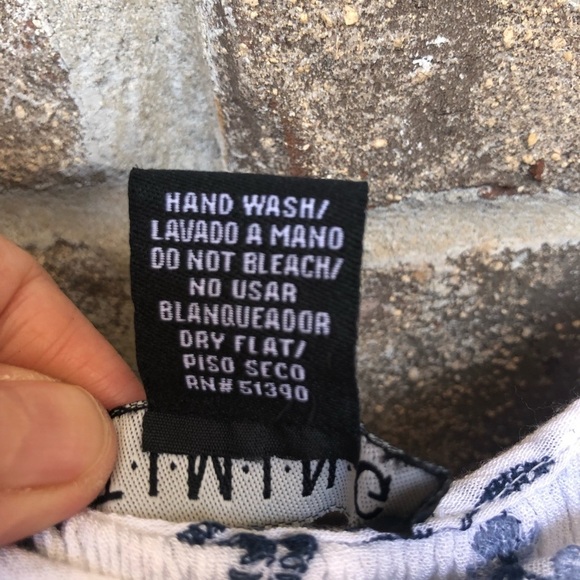 HAND WASH/
LAVADO A MANO
DO NOT BLEACH/
NO USAR
BLANQUEADOR
DRY FLAT/
PISO SECO
RN# 51390